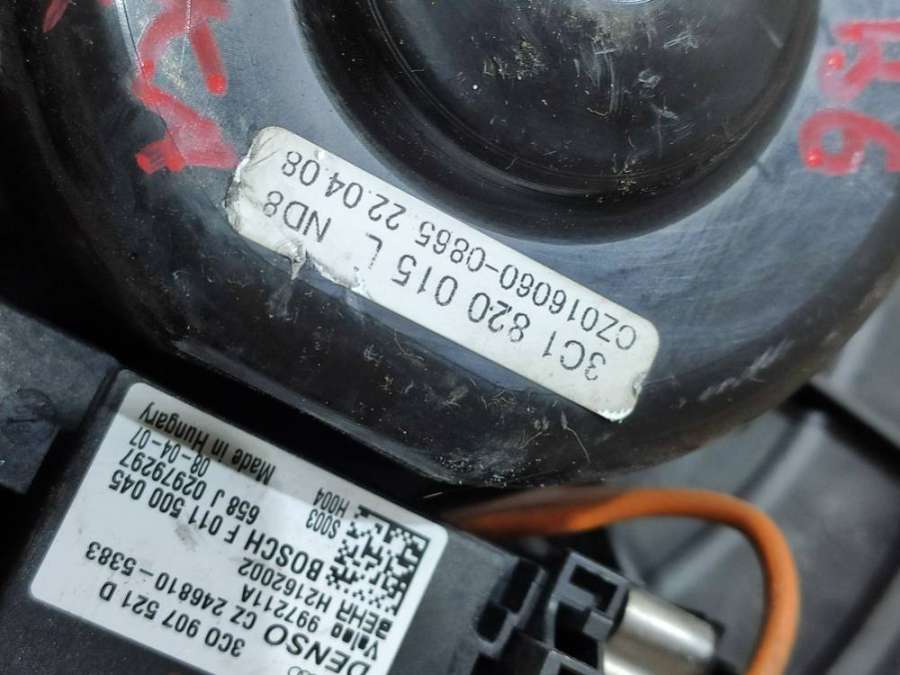 3C1 820 015 L ND8
CZ016060-0865 22.04.08
3C0 907 521 D
DENSO CZ 246810-5383
Valeo 997211A
BEHR H2162002
BOSCH F 011 500 045
S003
H004
658 J 02979297
08-04-07
Made in Hungary
B6